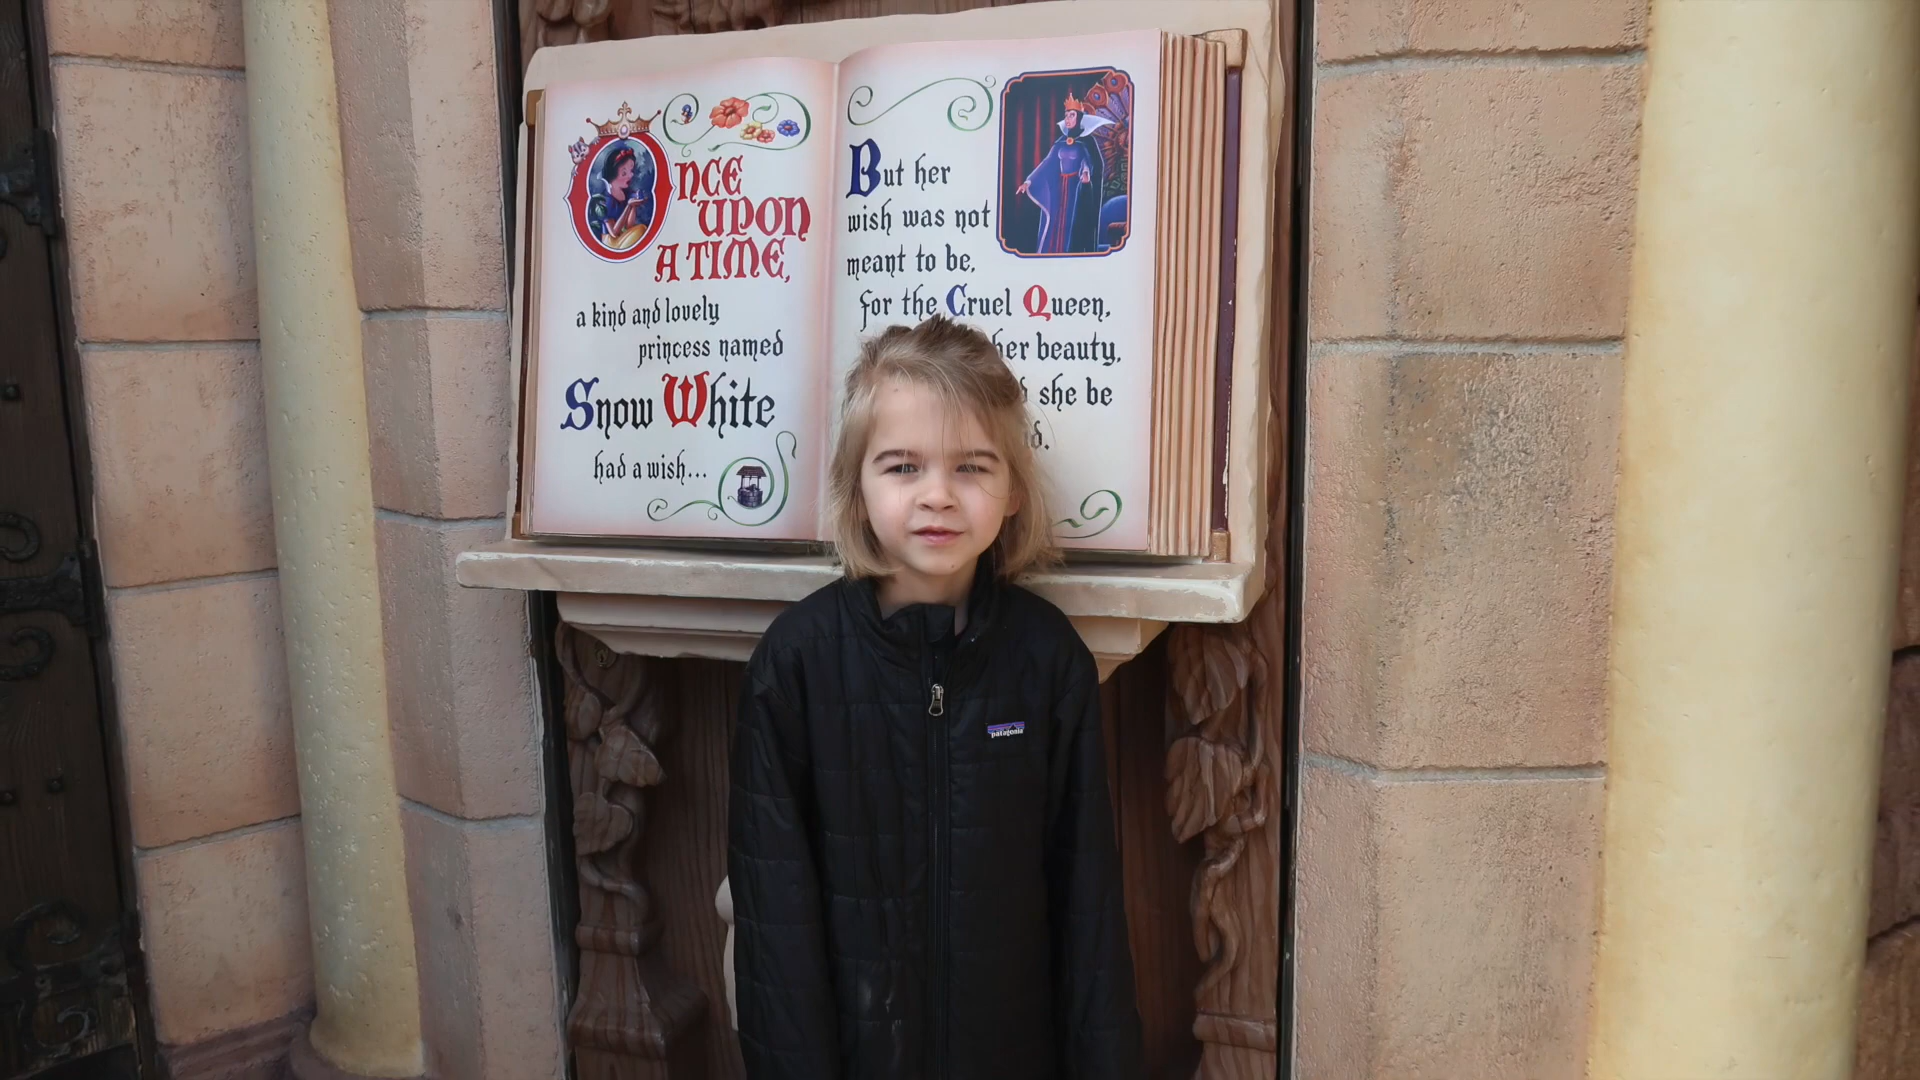 Once
upon
a time,
a kind and lovely
princess named
Snow White
had a wish...
But her
wish was not
meant to be,
for the Cruel Queen,
her beauty,
she be
patagonia